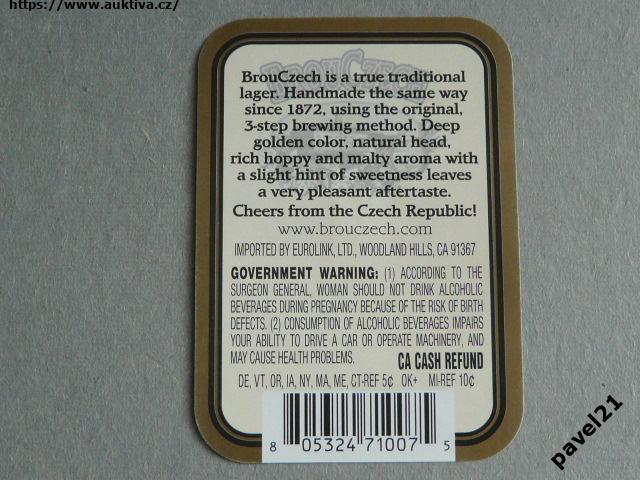 https://www.auktiva.cz/
BROUCZECH
BrouCzech is a true traditional
lager. Handmade the same way
since 1872, using the original,
3-step brewing method. Deep
golden color, natural head,
rich hoppy and malty aroma with
a slight hint of sweetness leaves
a very pleasant aftertaste.
Cheers from the Czech Republic!
www.brouczech.com
IMPORTED BY EUROLINK, LTD., WOODLAND HILLS, CA 91367
GOVERNMENT WARNING: (1) ACCORDING TO THE
SURGEON GENERAL, WOMAN SHOULD NOT DRINK ALCOHOLIC
BEVERAGES DURING PREGNANCY BECAUSE OF THE RISK OF BIRTH
DEFECTS. (2) CONSUMPTION OF ALCOHOLIC BEVERAGES IMPAIRS
YOUR ABILITY TO DRIVE A CAR OR OPERATE MACHINERY, AND
MAY CAUSE HEALTH PROBLEMS. CA CASH REFUND
DE, VT, OR, IA, NY, MA, ME, CT-REF 5¢ OK+ MI-REF 10¢
8 05324 71007 5
pavel21